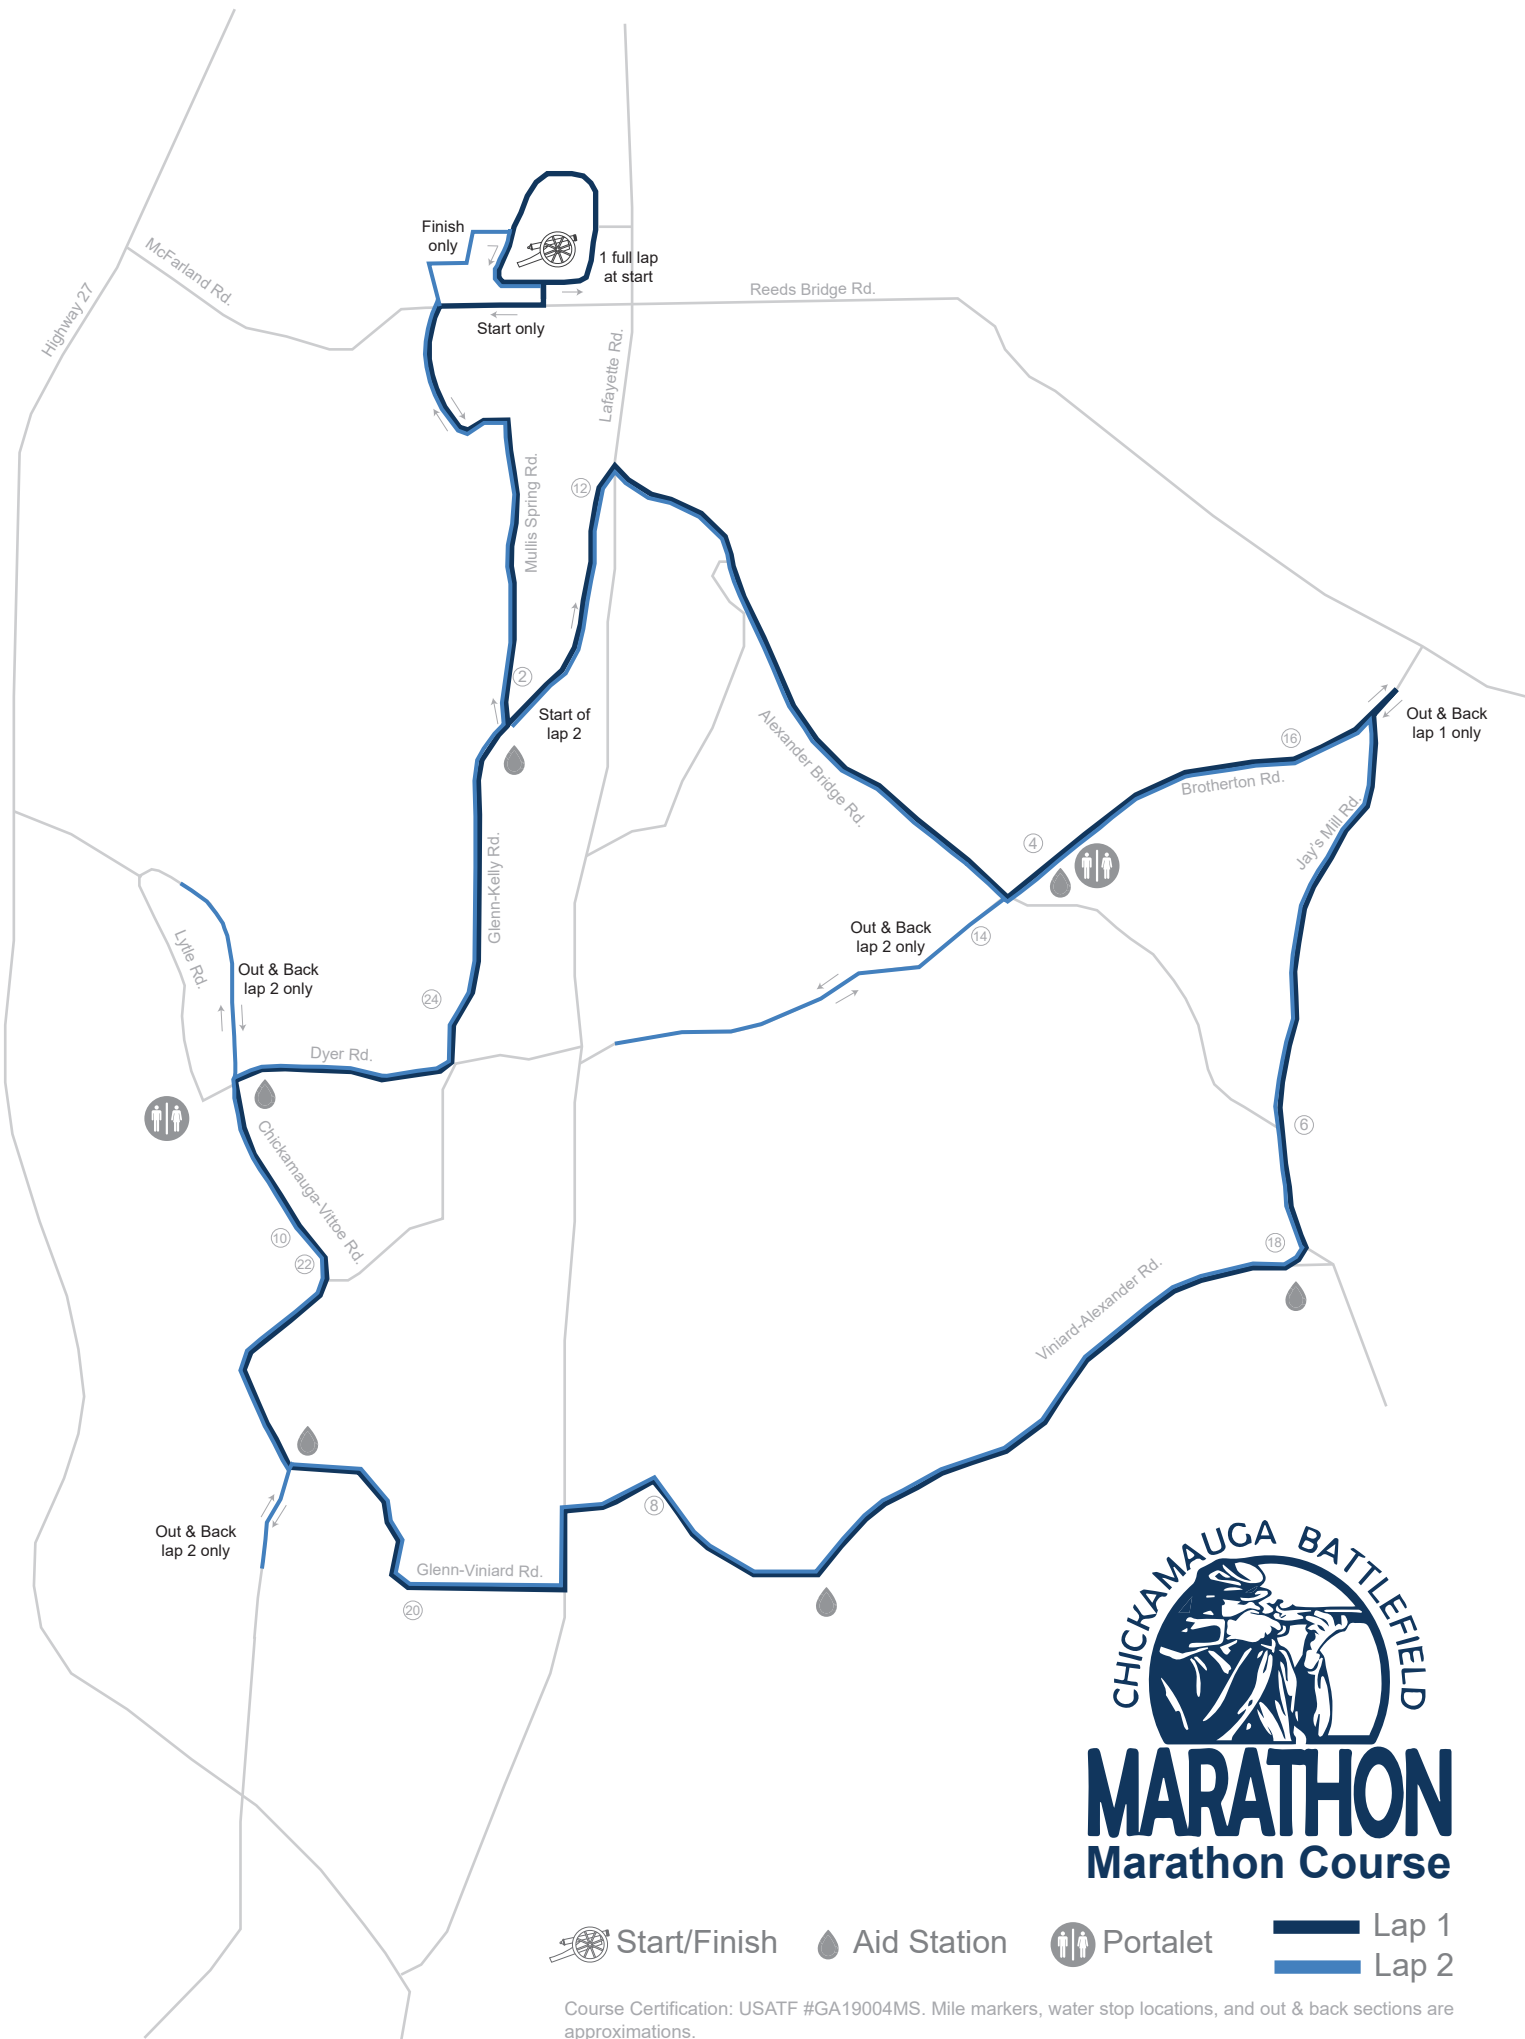 Finish
only
McFarland Rd.
1 full lap
at start
Highway 27
Reeds Bridge Rd.
Start only
Lafayette Rd.
Mullis Spring Rd.
12
2
Start of
lap 2
Alexander Bridge Rd.
Out & Back
lap 1 only
16
Brotherton Rd.
Jay's Mill Rd.
4
Glenn-Kelly Rd.
Out & Back
lap 2 only
14
Lytle Rd.
Out & Back
lap 2 only
24
Dyer Rd.
Chickamauga-Vittoe Rd.
6
10
22
18
Viniard-Alexander Rd.
Out & Back
lap 2 only
8
Glenn-Viniard Rd.
20
CHICKAMAUGA BATTLEFIELD
MARATHON
Marathon Course
Start/Finish
Aid Station
Portalet
Lap 1
Lap 2
Course Certification: USATF #GA19004MS. Mile markers, water stop locations, and out & back sections are
approximations.